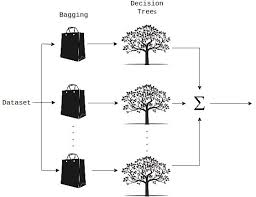 Bagging
Decision
Trees
Dataset
Σ